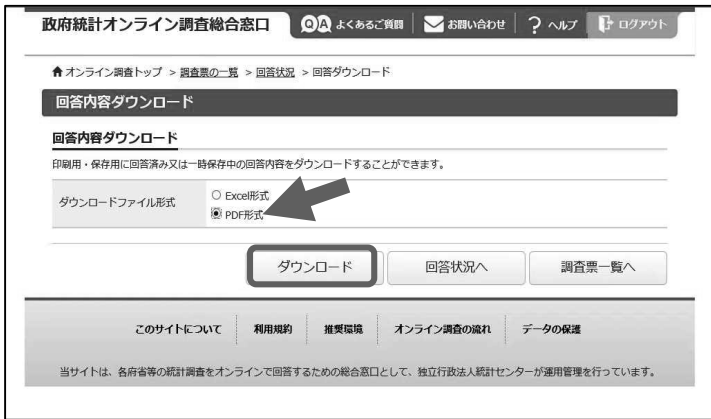 政府統計オンライン調査総合窓口 QA よくあるご質問 お問い合わせ ? ヘルプ ログアウト
オンライン調査トップ > 調査票の一覧 > 回答状況 > 回答ダウンロード
回答内容ダウンロード
回答内容ダウンロード
印刷用・保存用に回答済み又は一時保存中の回答内容をダウンロードすることができます。
ダウンロードファイル形式
Excel形式
PDF形式
ダウンロード 回答状況へ 調査票一覧へ
このサイトについて 利用規約 推奨環境 オンライン調査の流れ データの保護
当サイトは、各府省等の統計調査をオンラインで回答するための総合窓口として、独立行政法人統計センターが運用管理を行っています。